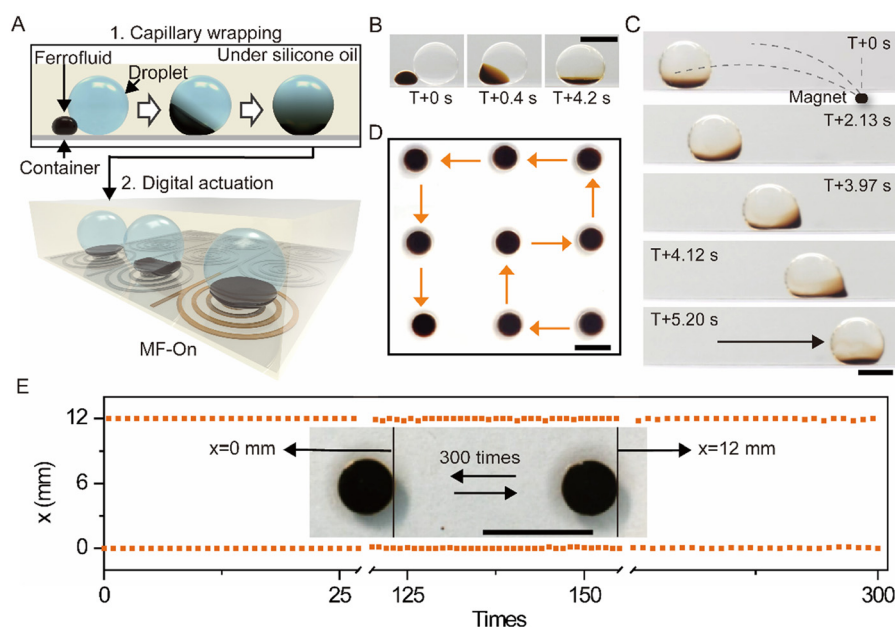 A
1. Capillary wrapping
Ferrofluid
Under silicone oil
Droplet
Container
2. Digital actuation
MF-On
B
T+0 s
T+0.4 s
T+4.2 s
C
T+0 s
Magnet
T+2.13 s
T+3.97 s
T+4.12 s
T+5.20 s
D
E
x (mm)
12
6
0
x=0 mm
300 times
x=12 mm
0
25
125
150
300
Times